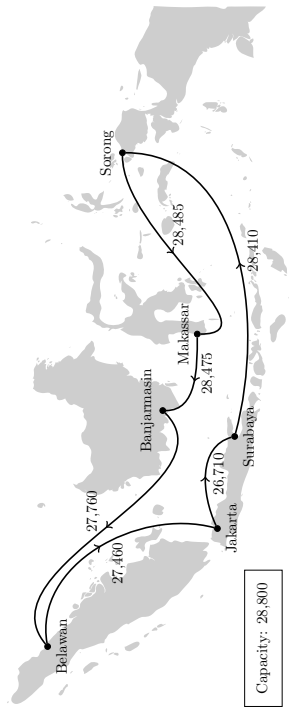 Sorong
28,485
28,410
Makassar
28,475
Banjarmasin
Surabaya
26,710
Jakarta
27,760
27,460
Belawan
Capacity: 28,800